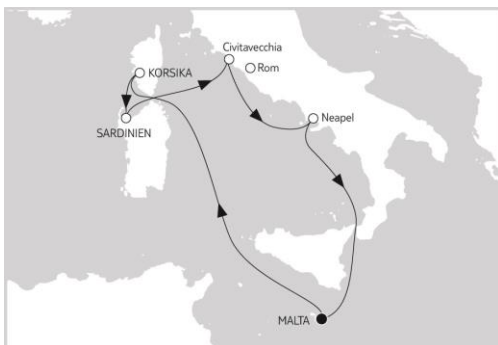 Civitavecchia
Rom
KORSIKA
SARDINIEN
Neapel
MALTA